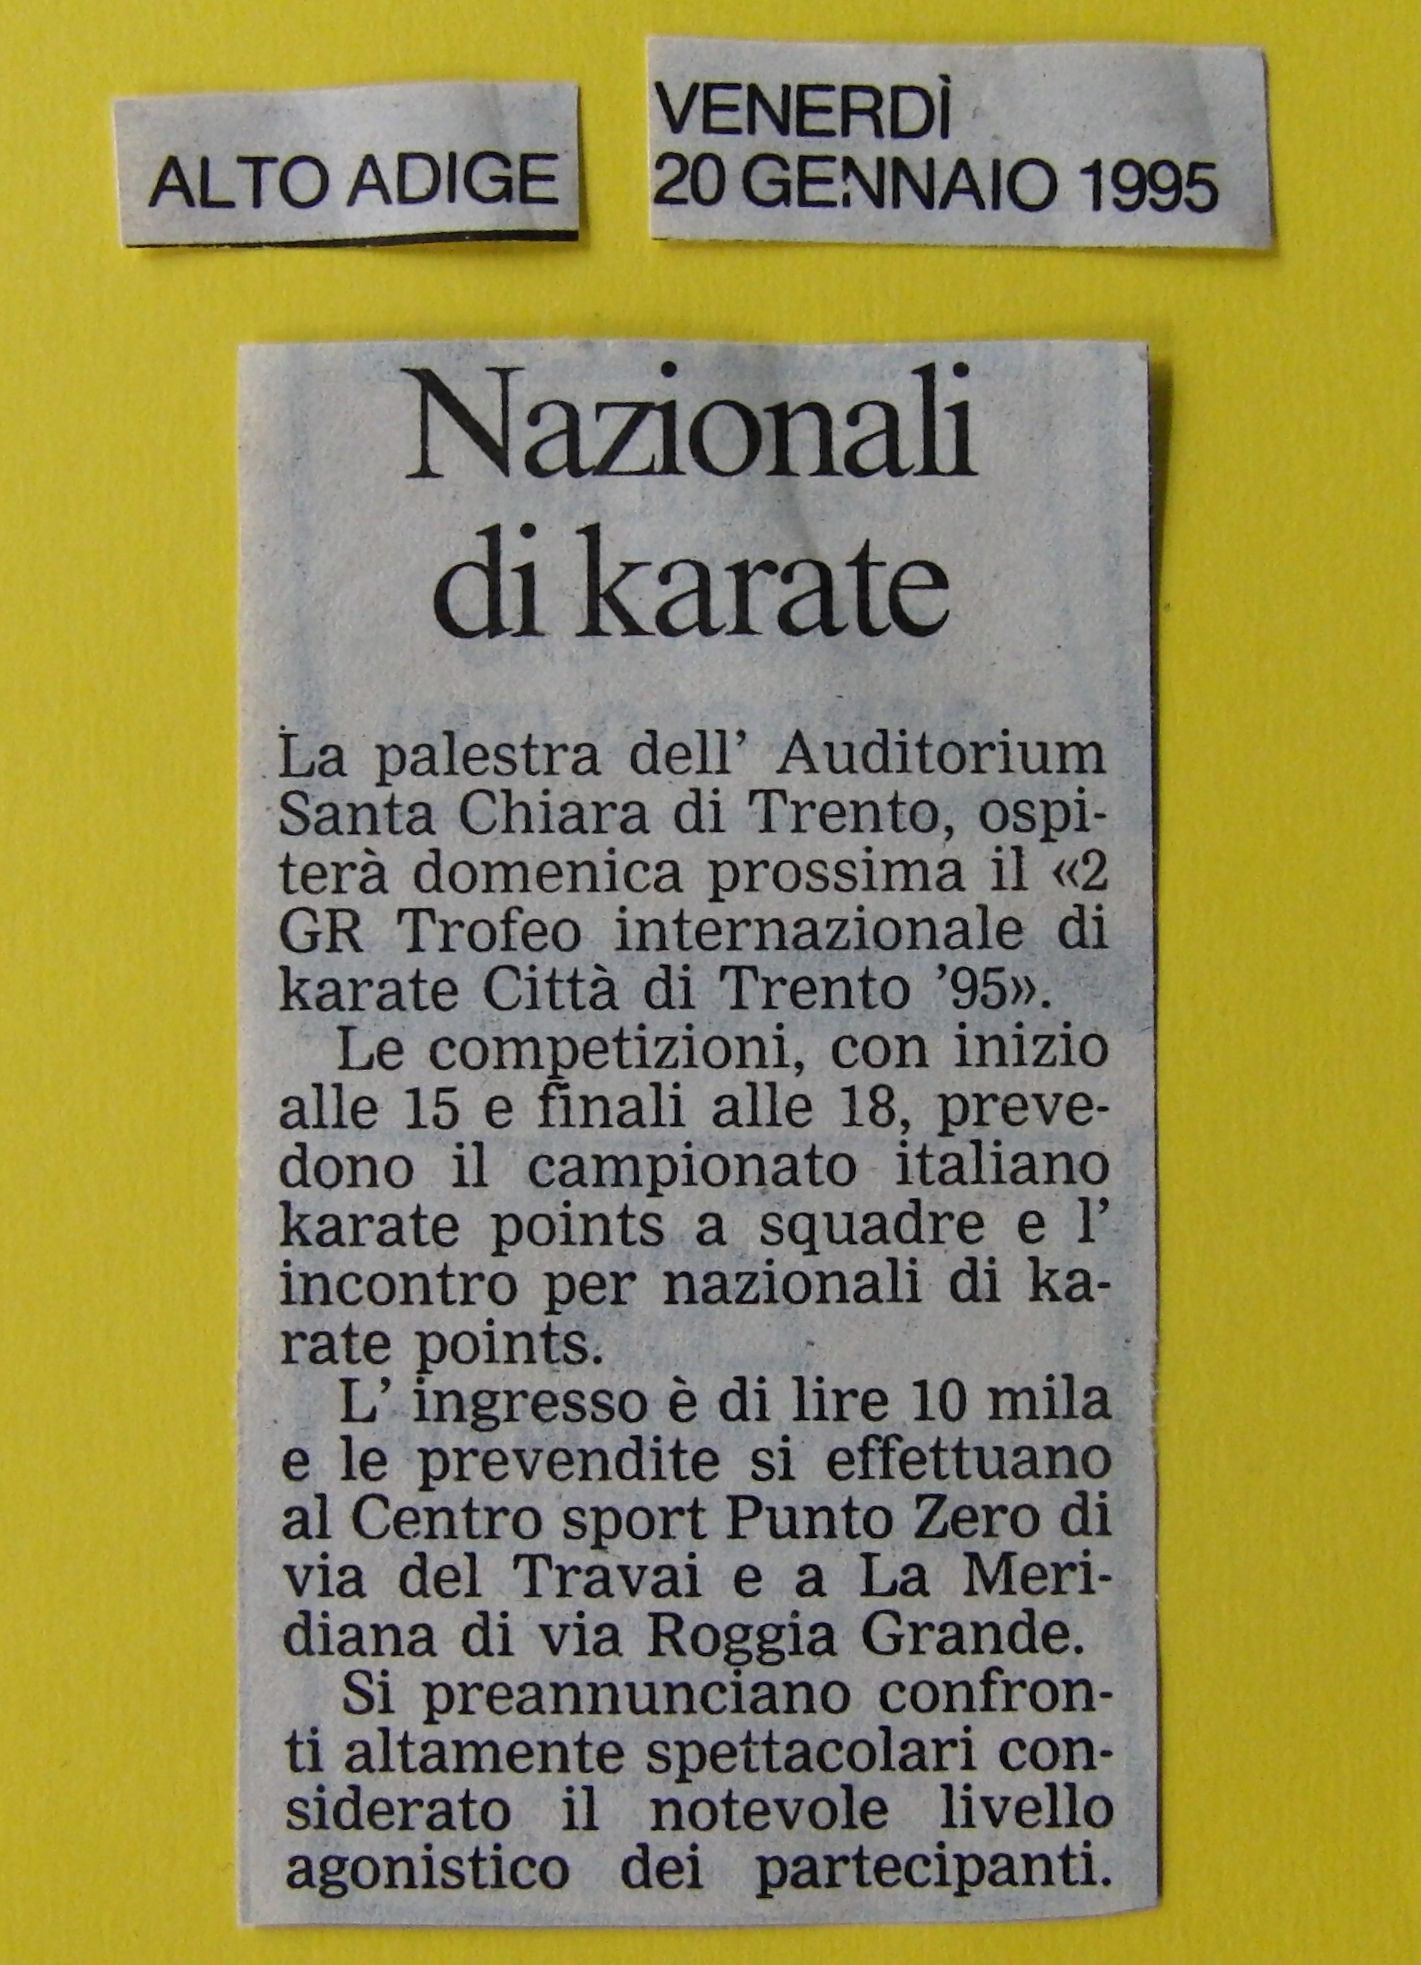 ALTO ADIGE
VENERDÌ
20 GENNAIO 1995
Nazionali
di karate
La palestra dell' Auditorium
Santa Chiara di Trento, ospi-
terà domenica prossima il «2
GR Trofeo internazionale di
karate Città di Trento '95».
Le competizioni, con inizio
alle 15 e finali alle 18, preve-
dono il campionato italiano
karate points a squadre e l'
incontro per nazionali di ka-
rate points.
L' ingresso è di lire 10 mila
e le prevendite si effettuano
al Centro sport Punto Zero di
via del Travai e a La Meri-
diana di via Roggia Grande.
Si preannunciano confron-
ti altamente spettacolari con-
siderato il notevole livello
agonistico dei partecipanti.